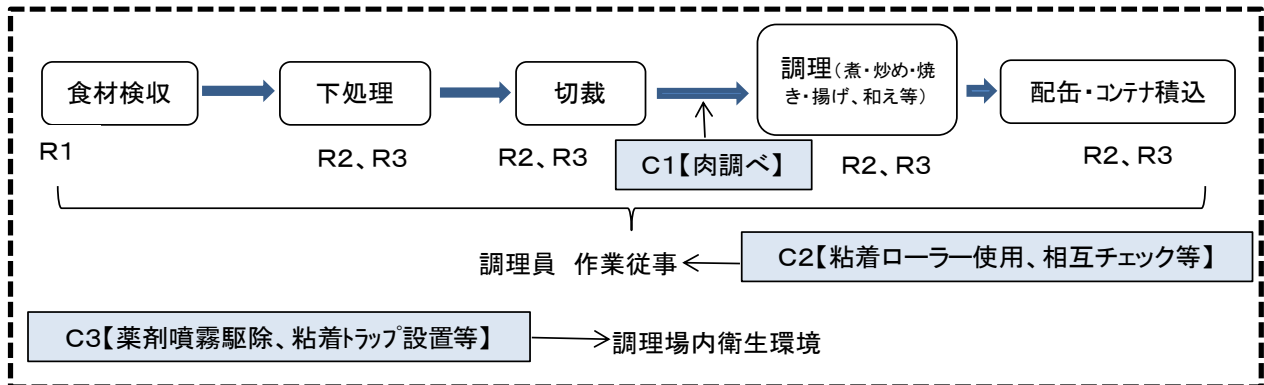 食材検収
下処理
切裁
調理(煮・炒め・焼
き・揚げ、和え等)
配缶・コンテナ積込
R1
R2、R3
R2、R3
C1【肉調べ】
R2、R3
R2、R3
調理員 作業従事
C2【粘着ローラー使用、相互チェック等】
C3【薬剤噴霧駆除、粘着トラップ設置等】
調理場内衛生環境